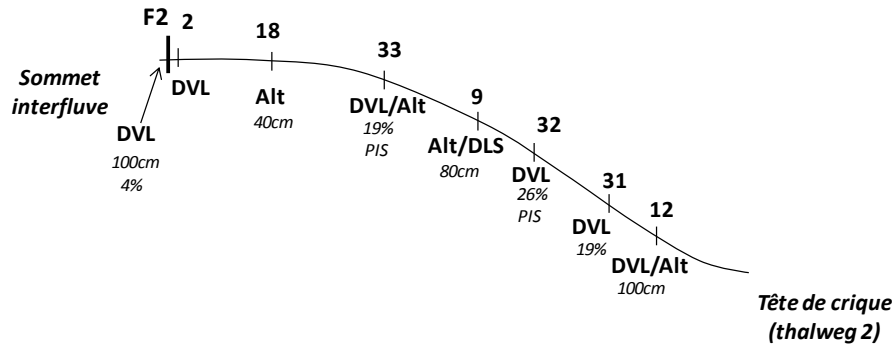 F2
2
18
33
9
32
31
12
Sommet
interfluve
DVL
100cm
4%
DVL
Alt
40cm
DVL/Alt
19%
PIS
Alt/DLS
80cm
DVL
26%
PIS
DVL
19%
DVL/Alt
100cm
Tête de crique
(thalweg 2)